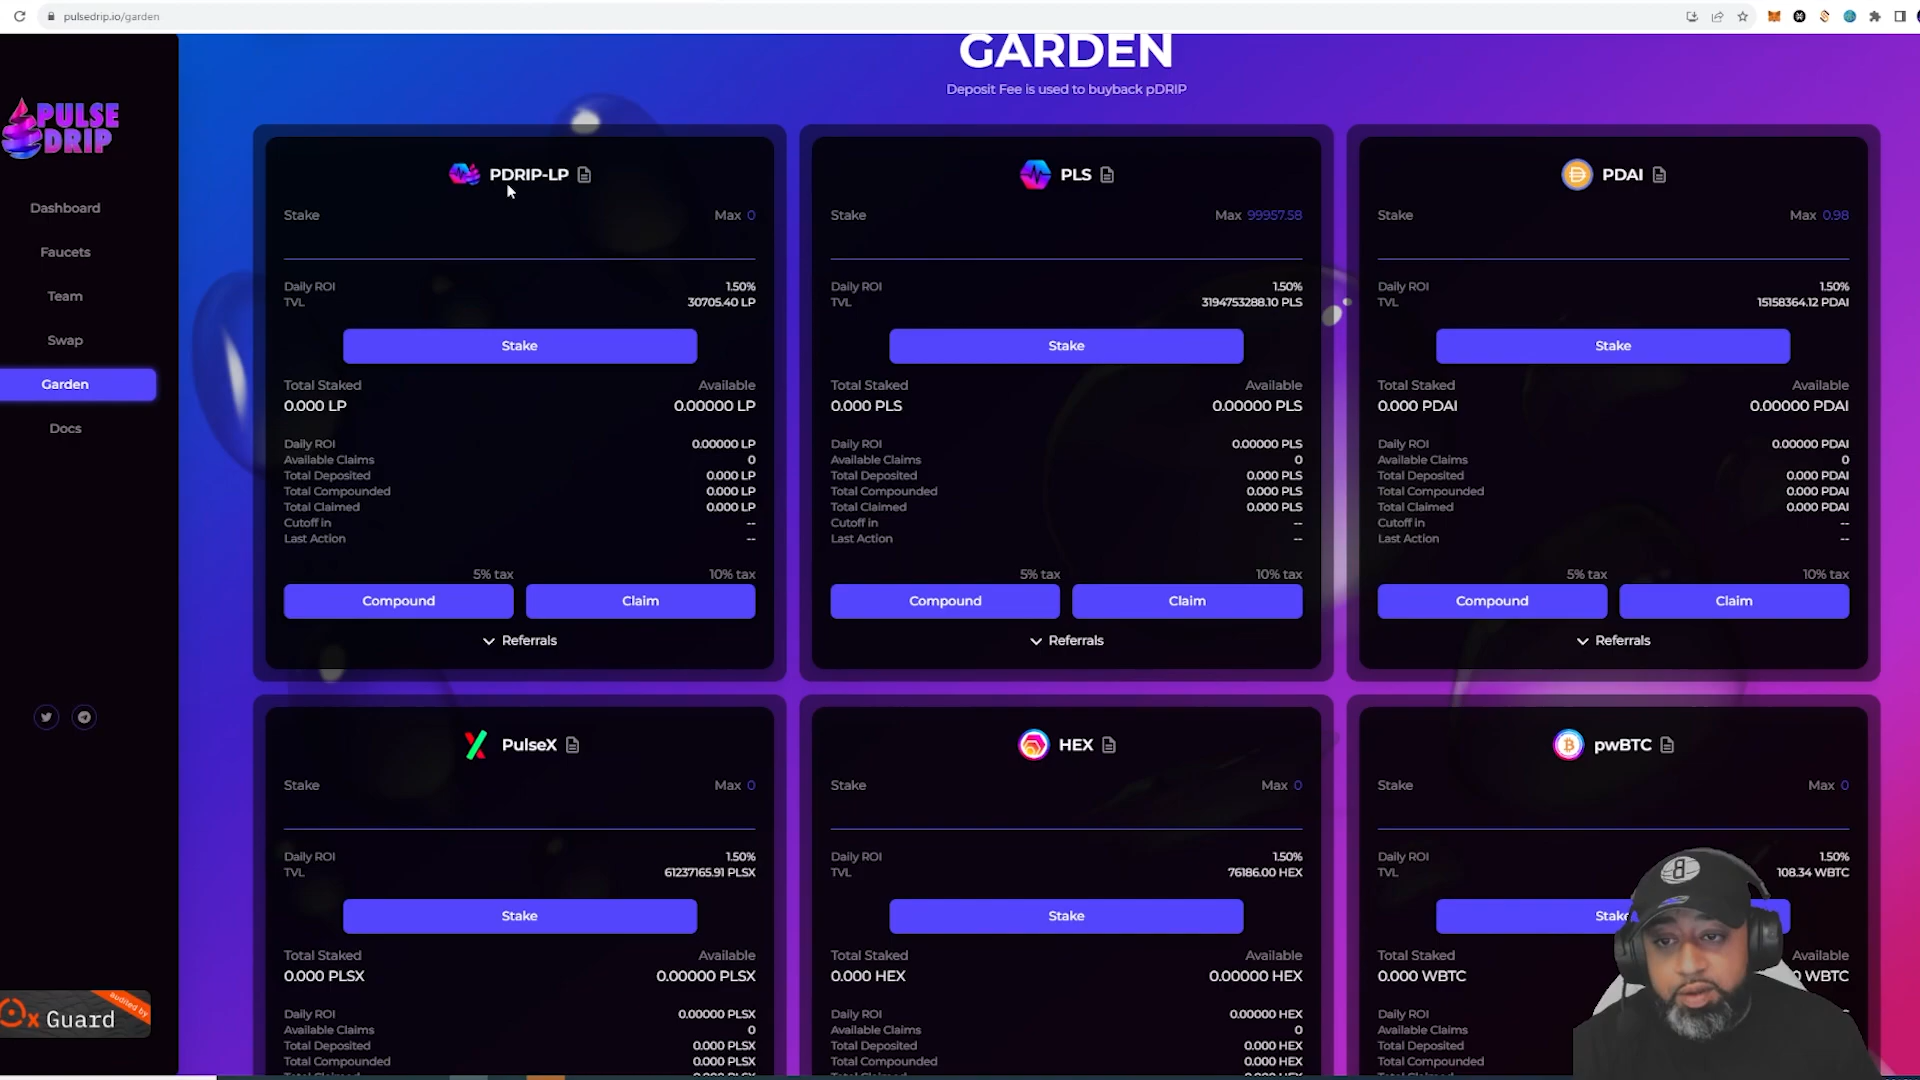 pulsedrip.io/garden
PULSE
DRIP
Dashboard
Faucets
Team
Swap
Garden
Docs
audited by
x Guard
GARDEN
Deposit Fee is used to buyback pDRIP
PDRIP-LP
Stake Max 0
Daily ROI 1.50%
TVL 30705.40 LP
Stake
Total Staked Available
0.000 LP 0.00000 LP
Daily ROI 0.00000 LP
Available Claims 0
Total Deposited 0.000 LP
Total Compounded 0.000 LP
Total Claimed 0.000 LP
Cutoff in --
Last Action --
5% tax 10% tax
Compound Claim
Referrals
PLS
Stake Max 99957.58
Daily ROI 1.50%
TVL 3194753288.10 PLS
Stake
Total Staked Available
0.000 PLS 0.00000 PLS
Daily ROI 0.00000 PLS
Available Claims 0
Total Deposited 0.000 PLS
Total Compounded 0.000 PLS
Total Claimed 0.000 PLS
Cutoff in --
Last Action --
5% tax 10% tax
Compound Claim
Referrals
PDAI
Stake Max 0.98
Daily ROI 1.50%
TVL 15158364.12 PDAI
Stake
Total Staked Available
0.000 PDAI 0.00000 PDAI
Daily ROI 0.00000 PDAI
Available Claims 0
Total Deposited 0.000 PDAI
Total Compounded 0.000 PDAI
Total Claimed 0.000 PDAI
Cutoff in --
Last Action --
5% tax 10% tax
Compound Claim
Referrals
PulseX
Stake Max 0
Daily ROI 1.50%
TVL 61237165.91 PLSX
Stake
Total Staked Available
0.000 PLSX 0.00000 PLSX
Daily ROI 0.00000 PLSX
Available Claims 0
Total Deposited 0.000 PLSX
Total Compounded 0.000 PLSX
HEX
Stake Max 0
Daily ROI 1.50%
TVL 76186.00 HEX
Stake
Total Staked Available
0.000 HEX 0.00000 HEX
Daily ROI 0.00000 HEX
Available Claims 0
Total Deposited 0.000 HEX
Total Compounded 0.000 HEX
pwBTC
Stake Max 0
Daily ROI 1.50%
TVL 108.34 WBTC
Stake
Total Staked Available
0.000 WBTC WBTC
Daily ROI
Available Claims
Total Deposited
Total Compounded